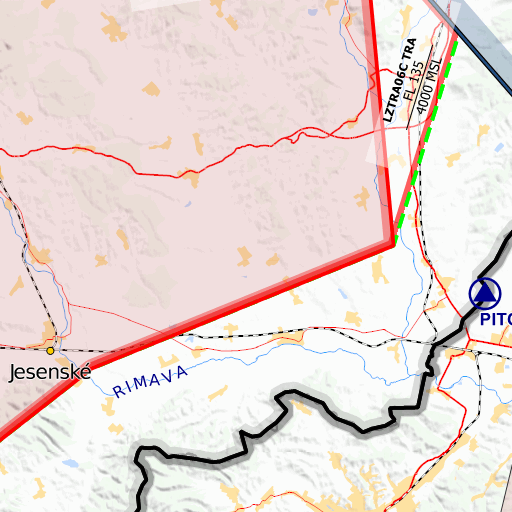 LZTRA06C TRA
FL 135
4000 MSL
PITO
Jesenské
RIMAVA